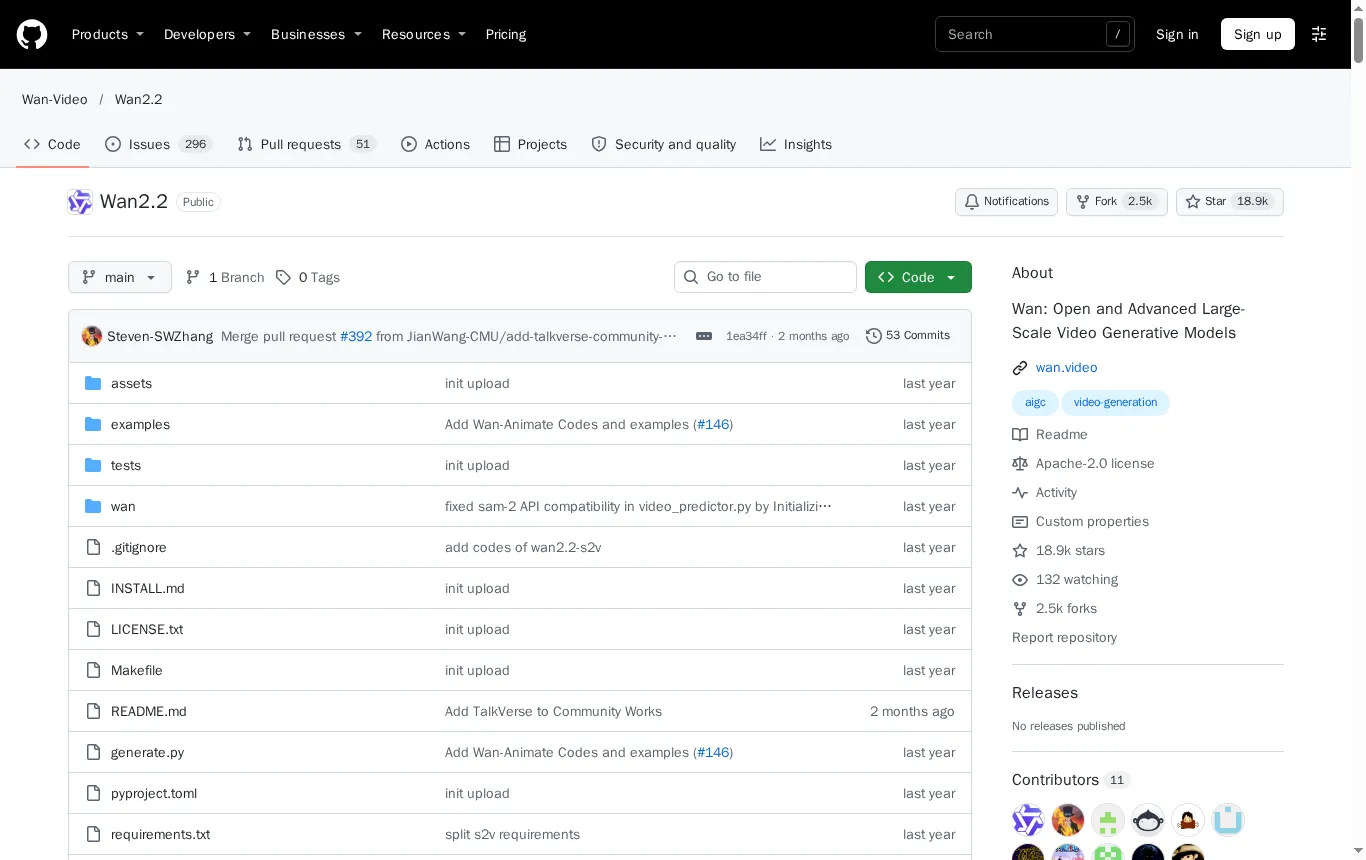 Products Developers Businesses Resources Pricing Search / Sign in Sign up
Wan-Video / Wan2.2
Code Issues 296 Pull requests 51 Actions Projects Security and quality Insights
Wan2.2 Public Notifications Fork 2.5k Star 18.9k
main 1 Branch 0 Tags Go to file Code
Steven-SWZhang Merge pull request #392 from JianWang-CMU/add-talkverse-community-… 1ea34ff · 2 months ago 53 Commits
assets init upload last year
examples Add Wan-Animate Codes and examples (#146) last year
tests init upload last year
wan fixed sam-2 API compatibility in video_predictor.py by Initializi… last year
.gitignore add codes of wan2.2-s2v last year
INSTALL.md init upload last year
LICENSE.txt init upload last year
Makefile init upload last year
README.md Add TalkVerse to Community Works 2 months ago
generate.py Add Wan-Animate Codes and examples (#146) last year
pyproject.toml init upload last year
requirements.txt split s2v requirements last year
About
Wan: Open and Advanced Large-
Scale Video Generative Models
wan.video
aigc video-generation
Readme
Apache-2.0 license
Activity
Custom properties
18.9k stars
132 watching
2.5k forks
Report repository
Releases
No releases published
Contributors 11